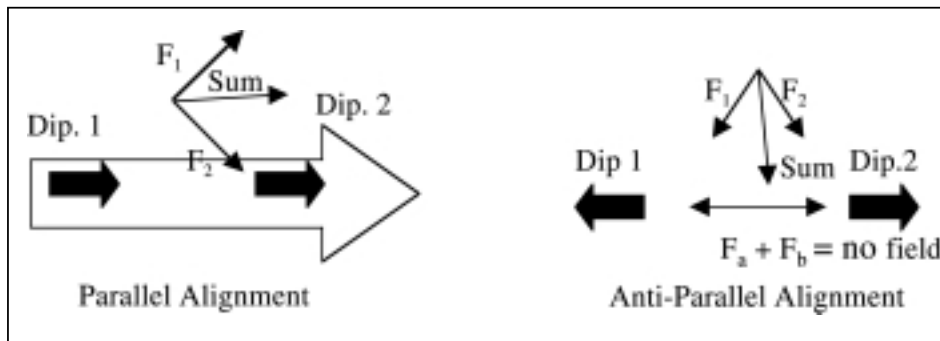 F1
Sum
Dip. 1
Dip. 2
F2
Parallel Alignment
F1
F2
Sum
Dip 1
Dip.2
Fa + Fb = no field
Anti-Parallel Alignment